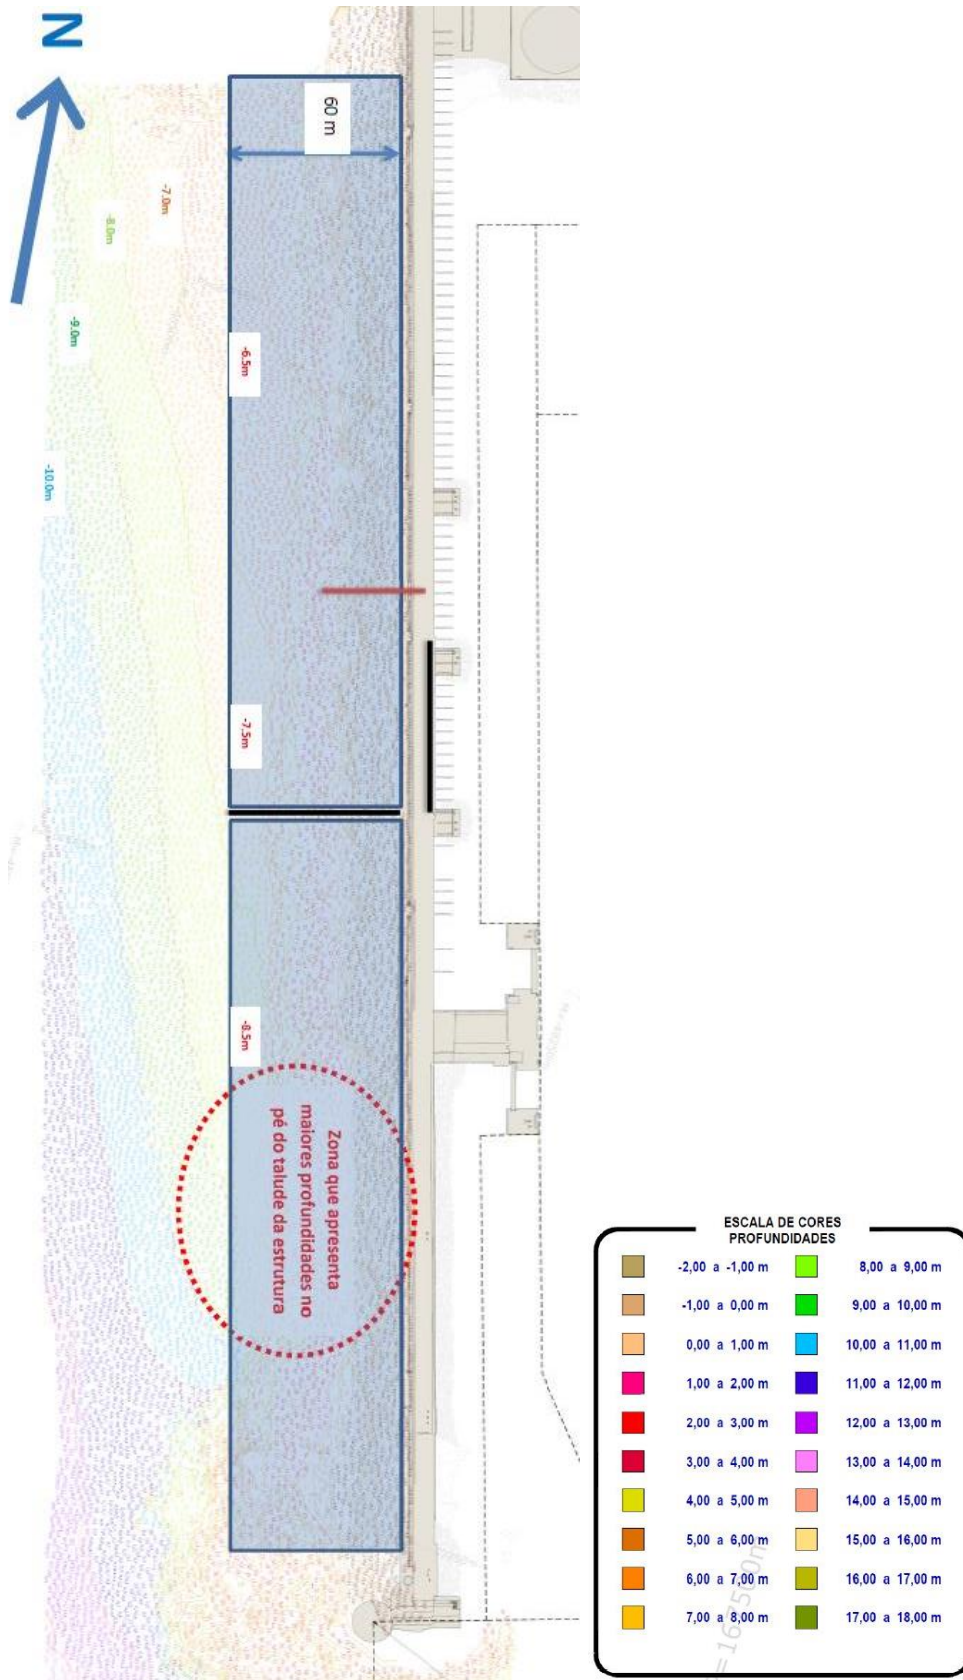 N
60 m
-7.0m
-8.0m
-9.0m
-6.5m
-10.0m
-7.5m
-8.5m
Zona que apresenta
maiores profundidades no
pé do talude da estrutura
ESCALA DE CORES
PROFUNDIDADES
-2,00 a -1,00 m
-1,00 a 0,00 m
0,00 a 1,00 m
1,00 a 2,00 m
2,00 a 3,00 m
3,00 a 4,00 m
4,00 a 5,00 m
5,00 a 6,00 m
6,00 a 7,00 m
7,00 a 8,00 m
8,00 a 9,00 m
9,00 a 10,00 m
10,00 a 11,00 m
11,00 a 12,00 m
12,00 a 13,00 m
13,00 a 14,00 m
14,00 a 15,00 m
15,00 a 16,00 m
16,00 a 17,00 m
17,00 a 18,00 m